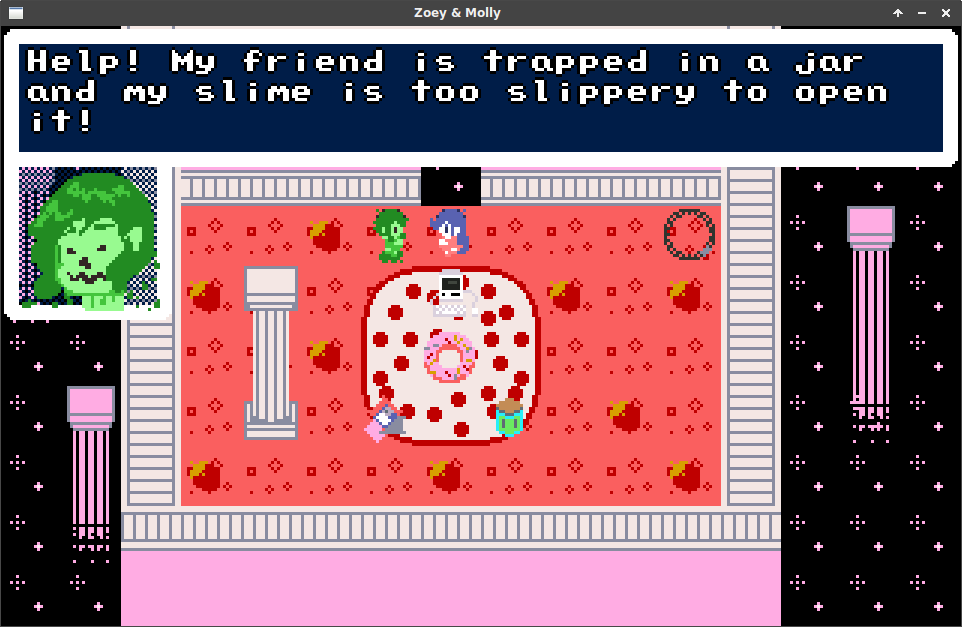 Zoey & Molly
Help! My friend is trapped in a jar
and my slime is too slippery to open
it!